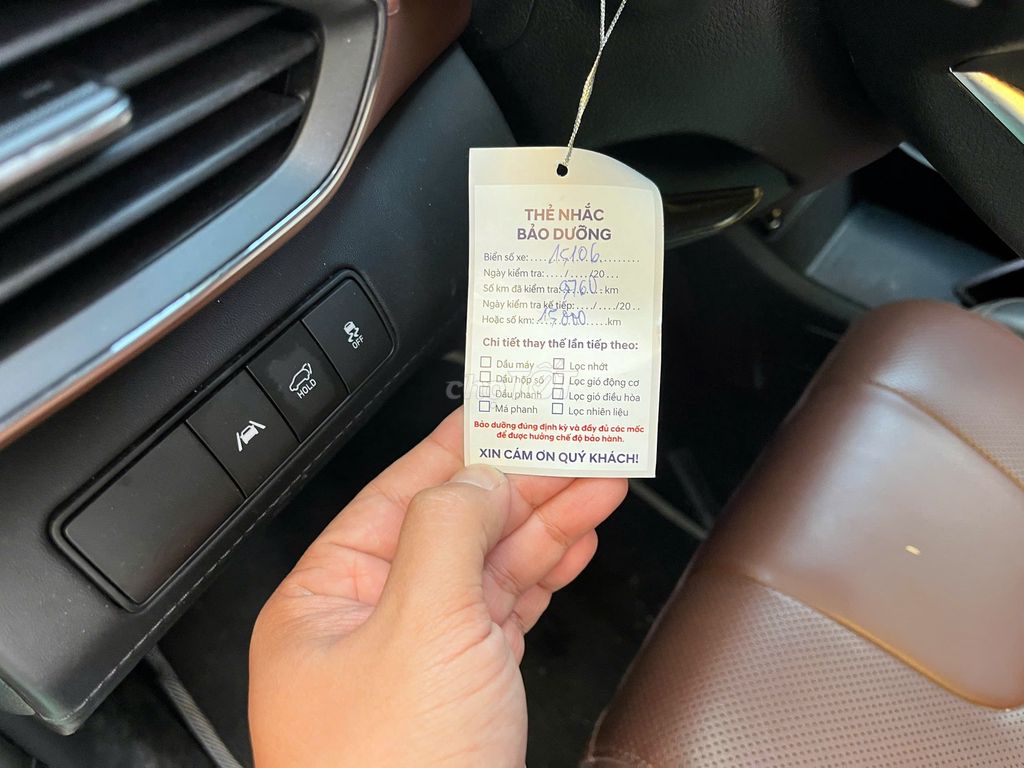 THẺ NHẮC
BẢO DƯỠNG
Biển số xe:....15106...........
Ngày kiểm tra:..../...../20...
Số km đã kiểm tra: 9760 km
Ngày kiểm tra kế tiếp:..../..../20..
Hoặc số km:...15.000.....km
Chi tiết thay thế lần tiếp theo:
Dầu máy Lọc nhớt
Dầu hộp số Lọc gió động cơ
Dầu phanh Lọc gió điều hòa
Má phanh Lọc nhiên liệu
Bảo dưỡng đúng định kỳ và đầy đủ các mốc
để được hưởng chế độ bảo hành.
XIN CẢM ƠN QUÝ KHÁCH!
OFF
HOLD
chợTỐT